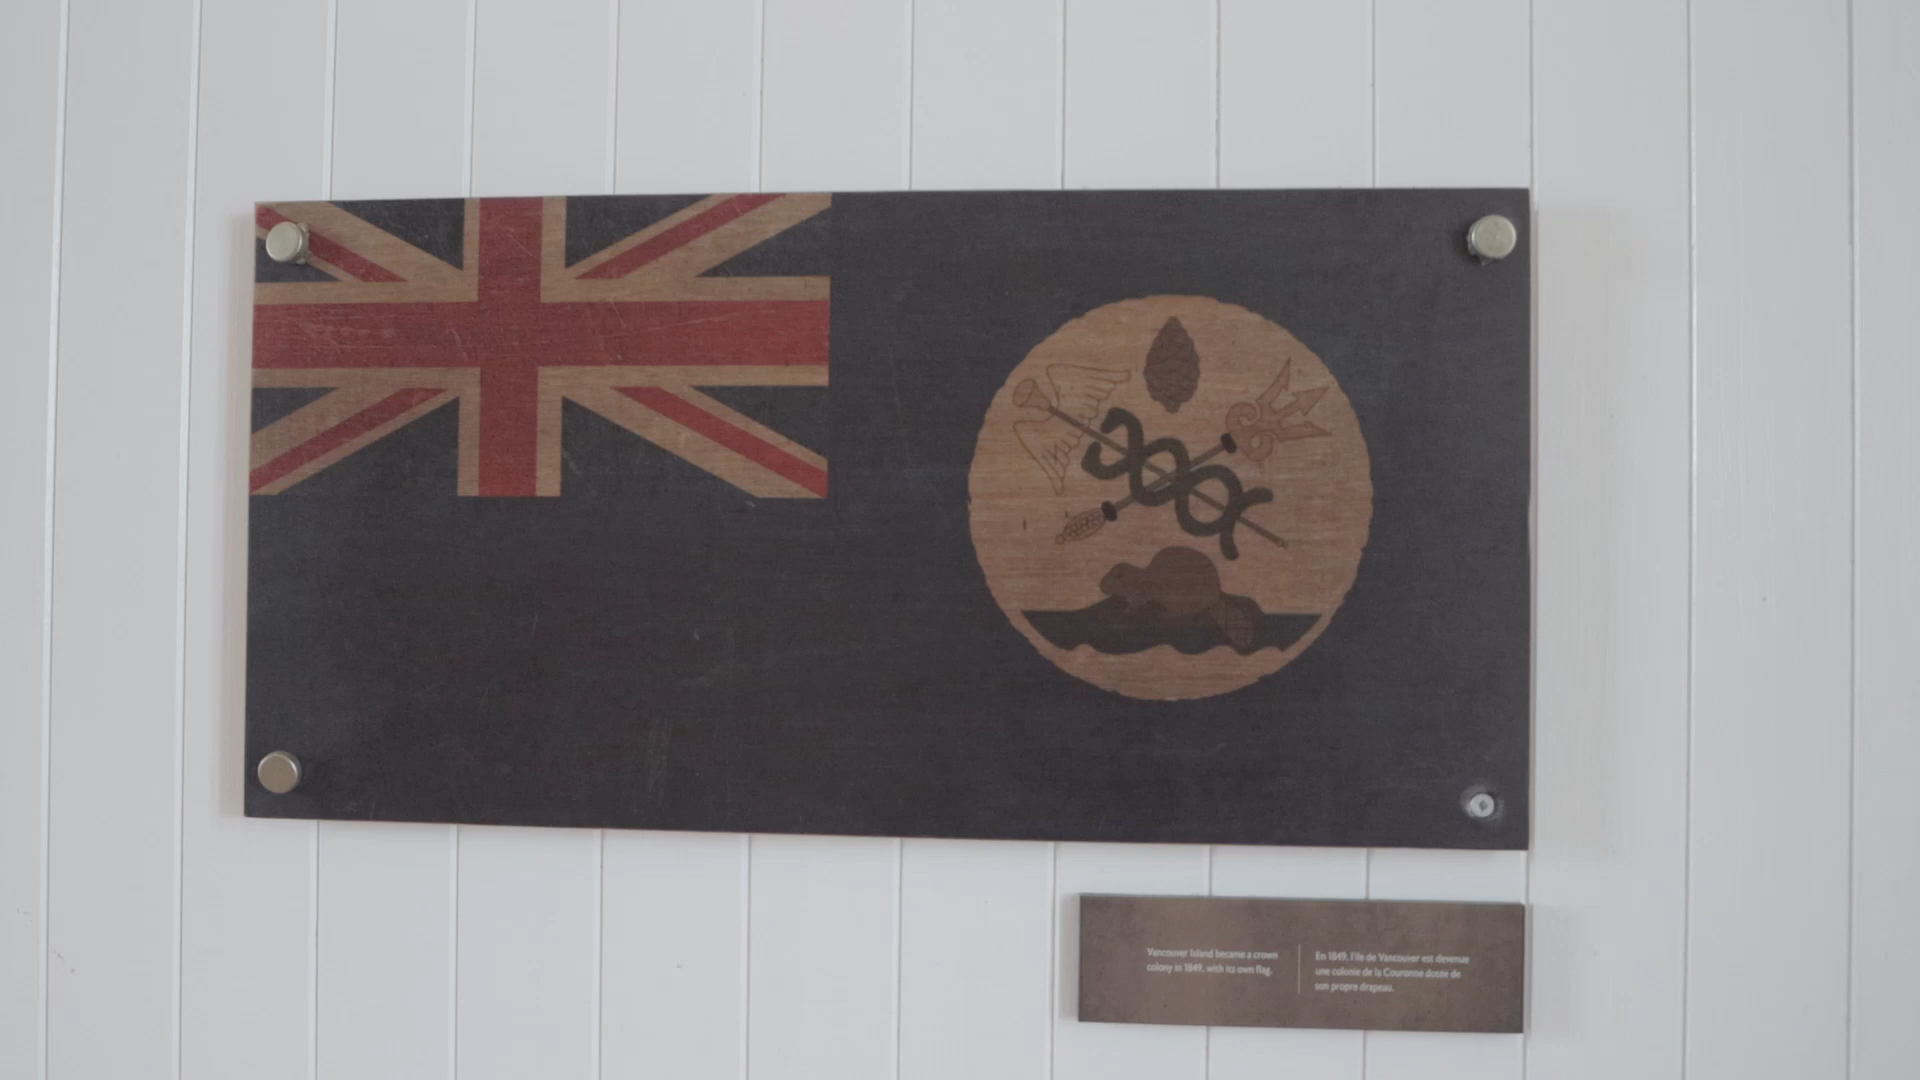 Vancouver Island became a crown
colony in 1849, with its own flag.
En 1849, l'île de Vancouver est devenue
une colonie de la Couronne dotée de
son propre drapeau.